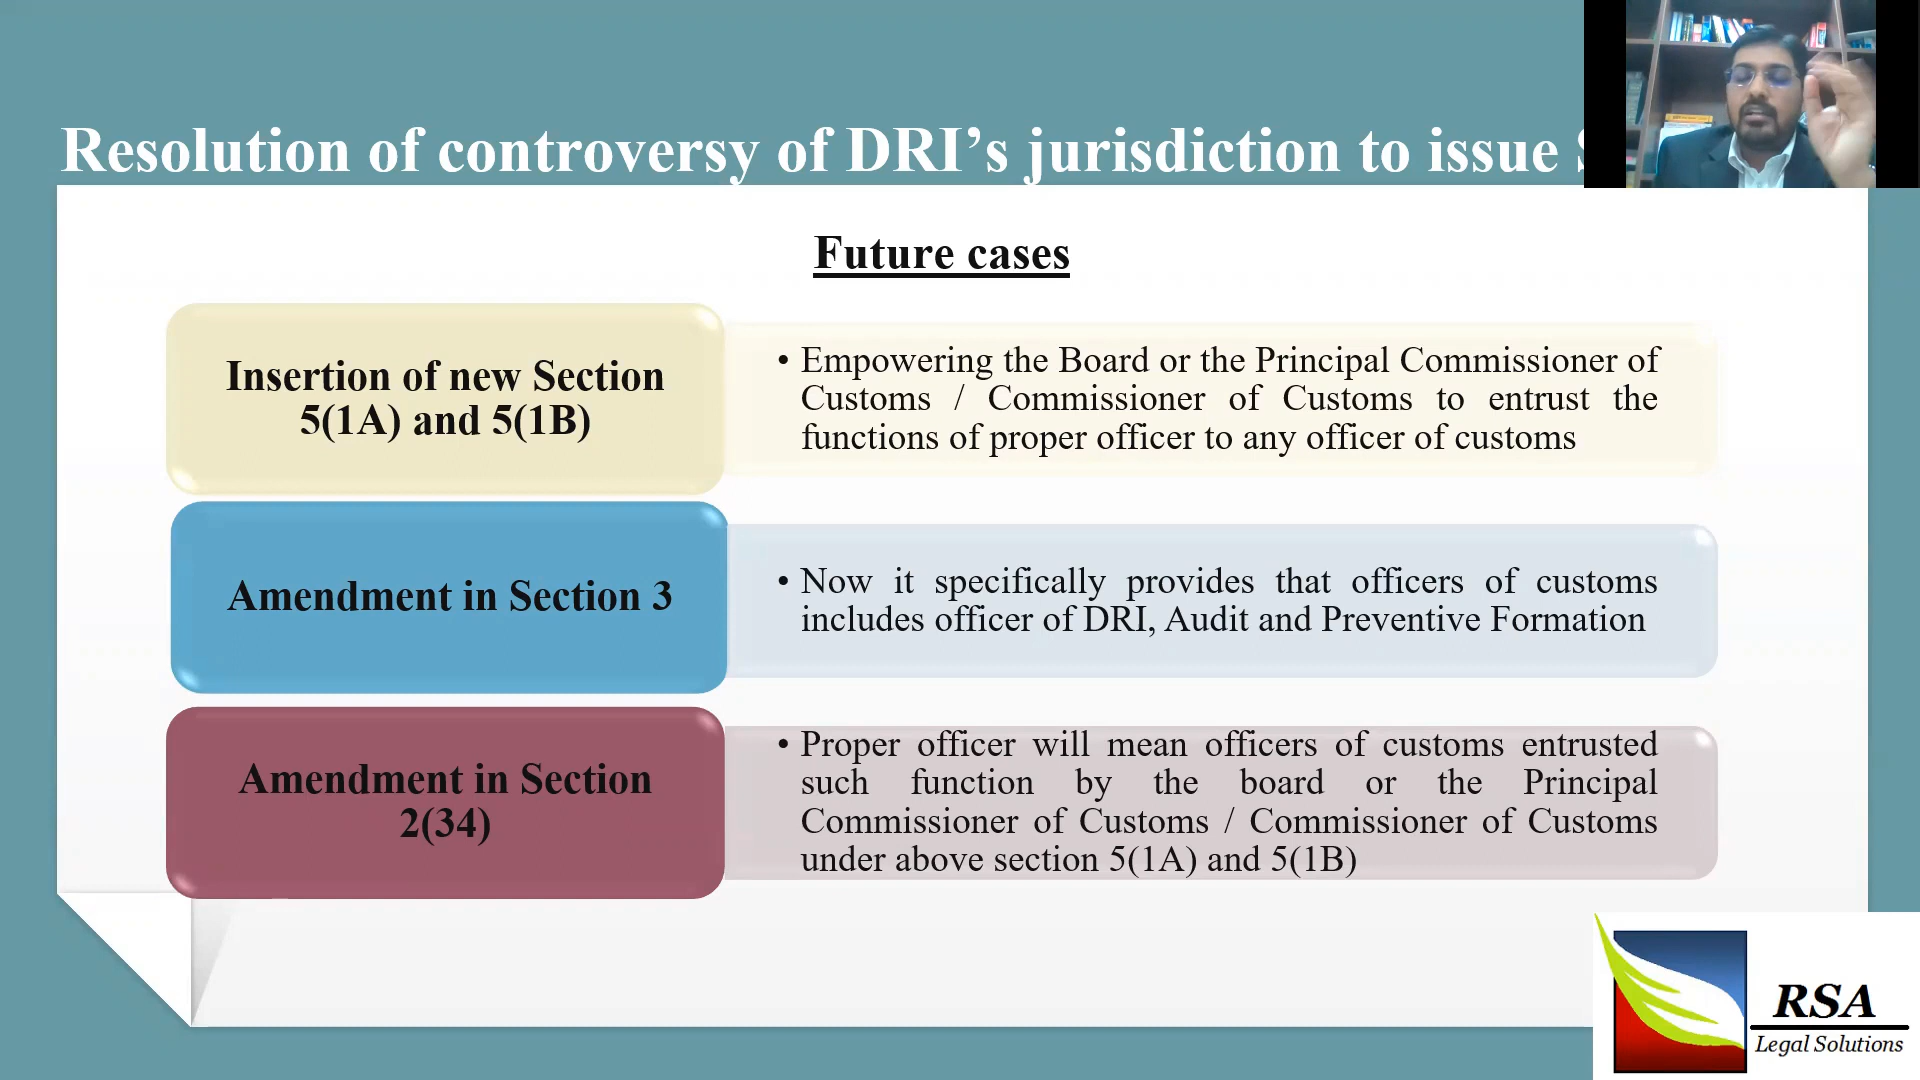 Resolution of controversy of DRI’s jurisdiction to issue
Future cases
Insertion of new Section
5(1A) and 5(1B)
• Empowering the Board or the Principal Commissioner of
Customs / Commissioner of Customs to entrust the
functions of proper officer to any officer of customs
Amendment in Section 3
• Now it specifically provides that officers of customs
includes officer of DRI, Audit and Preventive Formation
Amendment in Section
2(34)
• Proper officer will mean officers of customs entrusted
such function by the board or the Principal
Commissioner of Customs / Commissioner of Customs
under above section 5(1A) and 5(1B)
RSA
Legal Solutions